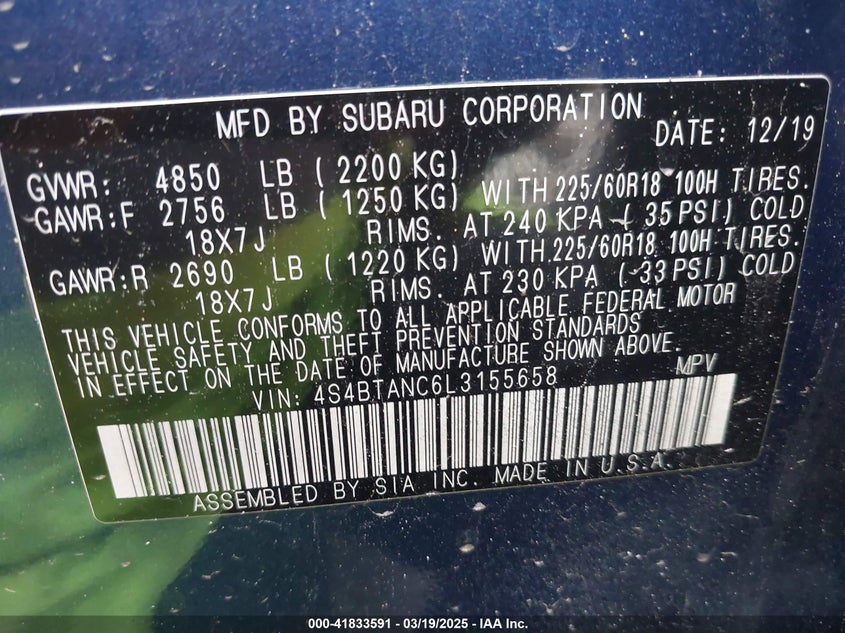 MFD BY SUBARU CORPORATION DATE: 12/19
GVWR: 4850 LB ( 2200 KG)
GAWR:F 2756 LB ( 1250 KG) WITH 225/60R18 100H TIRES.
18X7J RIMS. AT 240 KPA ( 35 PSI) COLD
GAWR:R 2690 LB ( 1220 KG) WITH 225/60R18 100H TIRES.
18X7J RIMS. AT 230 KPA ( 33 PSI) COLD
THIS VEHICLE CONFORMS TO ALL APPLICABLE FEDERAL MOTOR
VEHICLE SAFETY AND THEFT PREVENTION STANDARDS
IN EFFECT ON THE DATE OF MANUFACTURE SHOWN ABOVE.
VIN: 4S4BTANC6L3155658 MPV
ASSEMBLED BY SIA INC. MADE IN U.S.A.
000-41833591 - 03/19/2025 - IAA Inc.